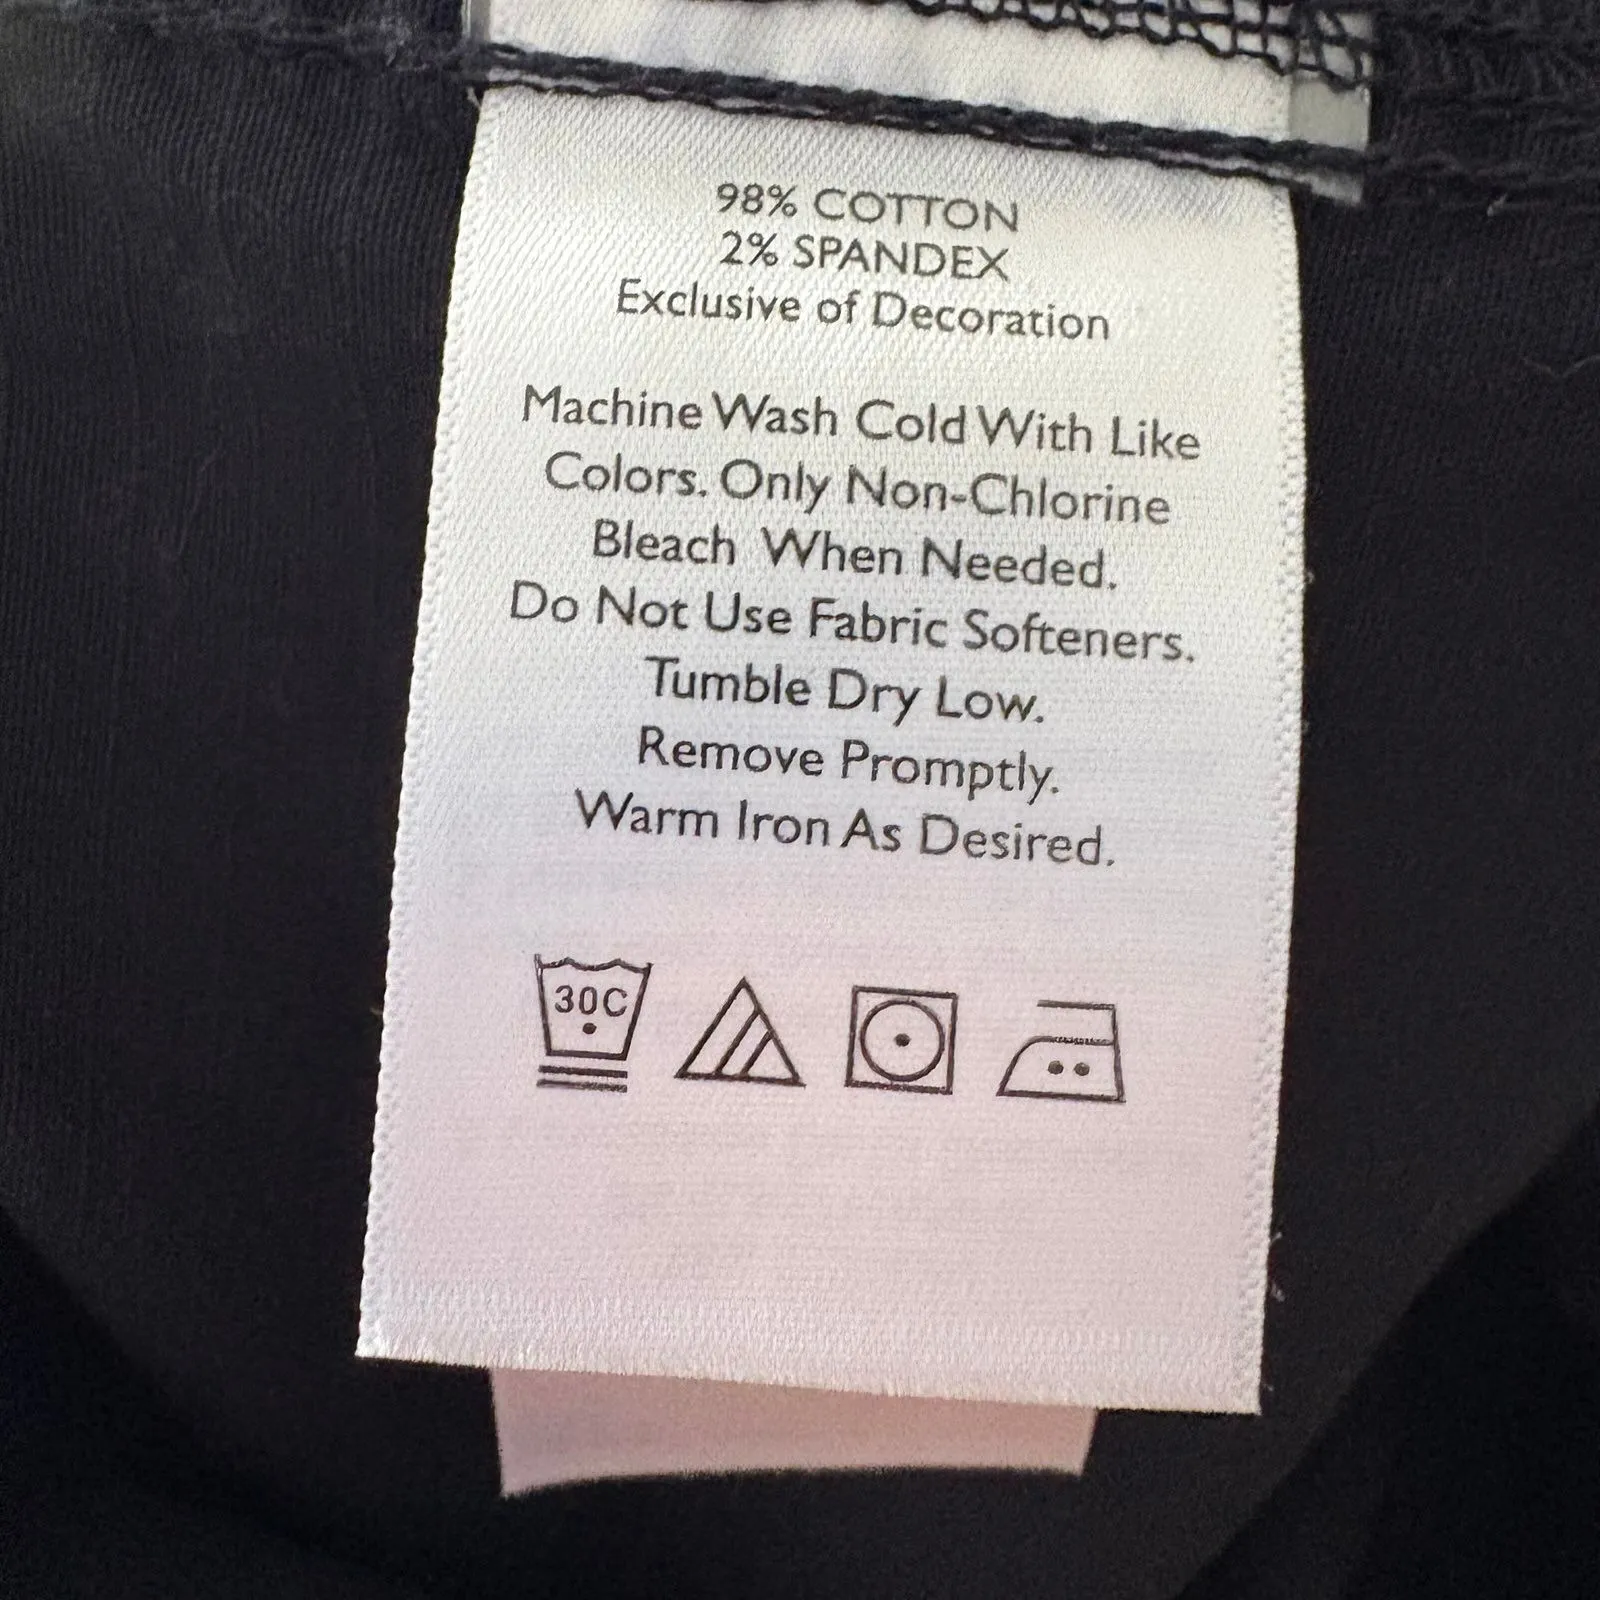 98% COTTON
2% SPANDEX
Exclusive of Decoration
Machine Wash Cold With Like
Colors. Only Non-Chlorine
Bleach When Needed.
Do Not Use Fabric Softeners.
Tumble Dry Low.
Remove Promptly.
Warm Iron As Desired.
30C